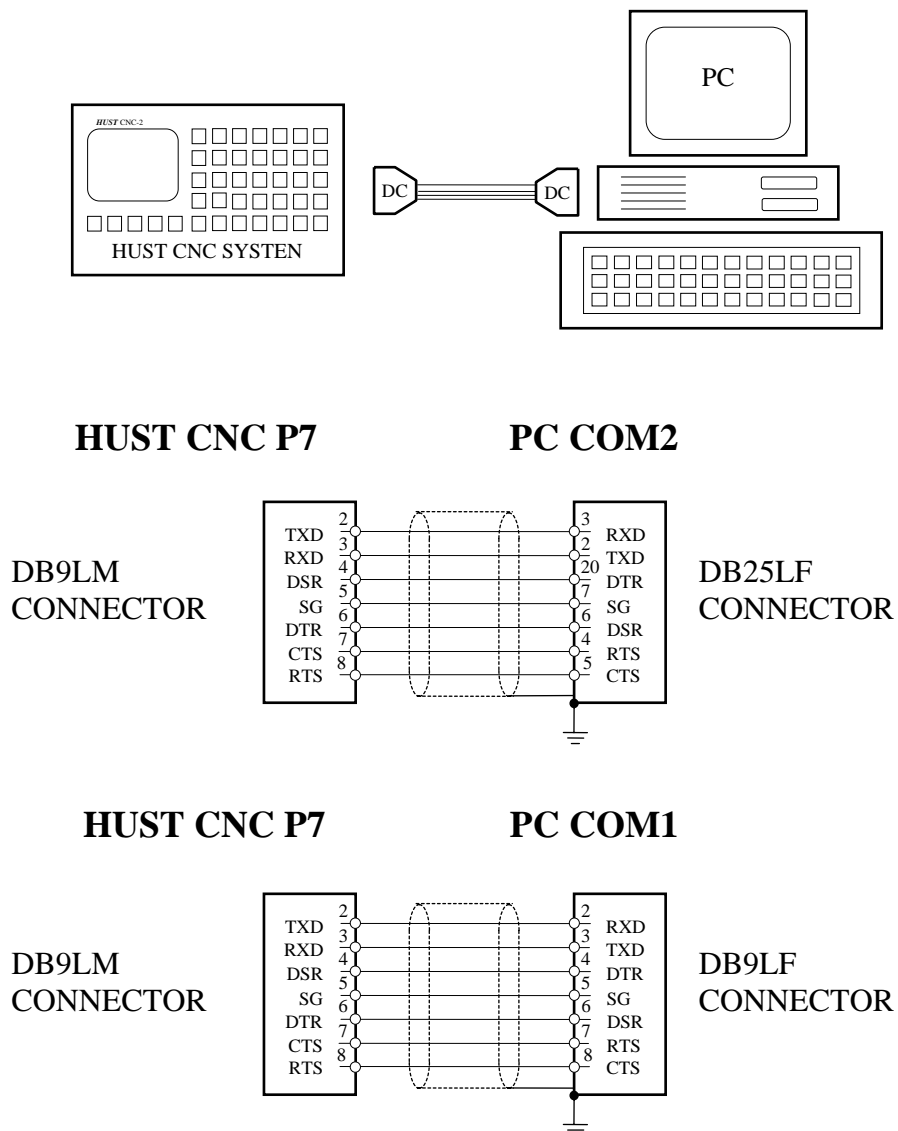 PC
HUST CNC-2
DC DC
HUST CNC SYSTEN
HUST CNC P7 PC COM2
DB9LM
CONNECTOR
TXD 2 3 RXD
RXD 3 2 TXD
DSR 4 20 DTR
SG 5 7 SG
DTR 6 6 DSR
CTS 7 4 RTS
RTS 8 5 CTS
DB25LF
CONNECTOR
HUST CNC P7 PC COM1
DB9LM
CONNECTOR
TXD 2 2 RXD
RXD 3 3 TXD
DSR 4 4 DTR
SG 5 5 SG
DTR 6 6 DSR
CTS 7 7 RTS
RTS 8 8 CTS
DB9LF
CONNECTOR